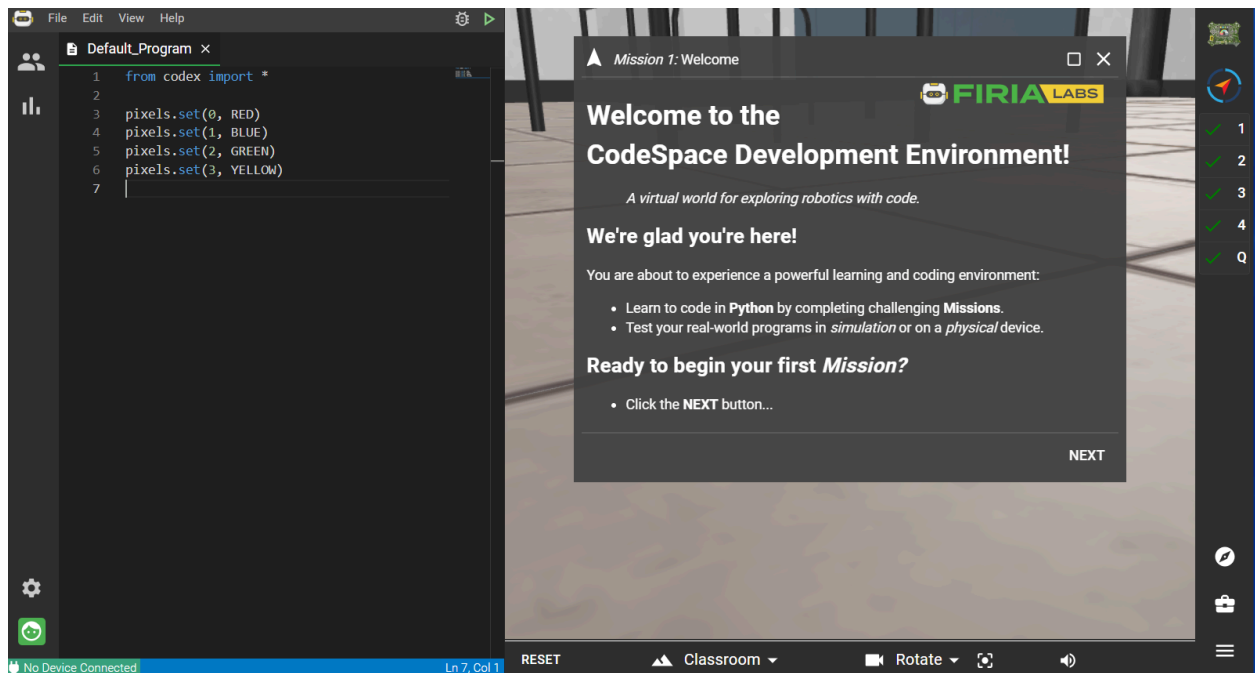 File Edit View Help
Default_Program ×
1 from codex import *
2
3 pixels.set(0, RED)
4 pixels.set(1, BLUE)
5 pixels.set(2, GREEN)
6 pixels.set(3, YELLOW)
7
No Device Connected
Ln 7, Col 1
Mission 1: Welcome
FIRIA LABS
Welcome to the
CodeSpace Development Environment!
A virtual world for exploring robotics with code.
We're glad you're here!
You are about to experience a powerful learning and coding environment:
• Learn to code in Python by completing challenging Missions.
• Test your real-world programs in simulation or on a physical device.
Ready to begin your first Mission?
• Click the NEXT button...
NEXT
RESET
Classroom
Rotate
1
2
3
4
Q